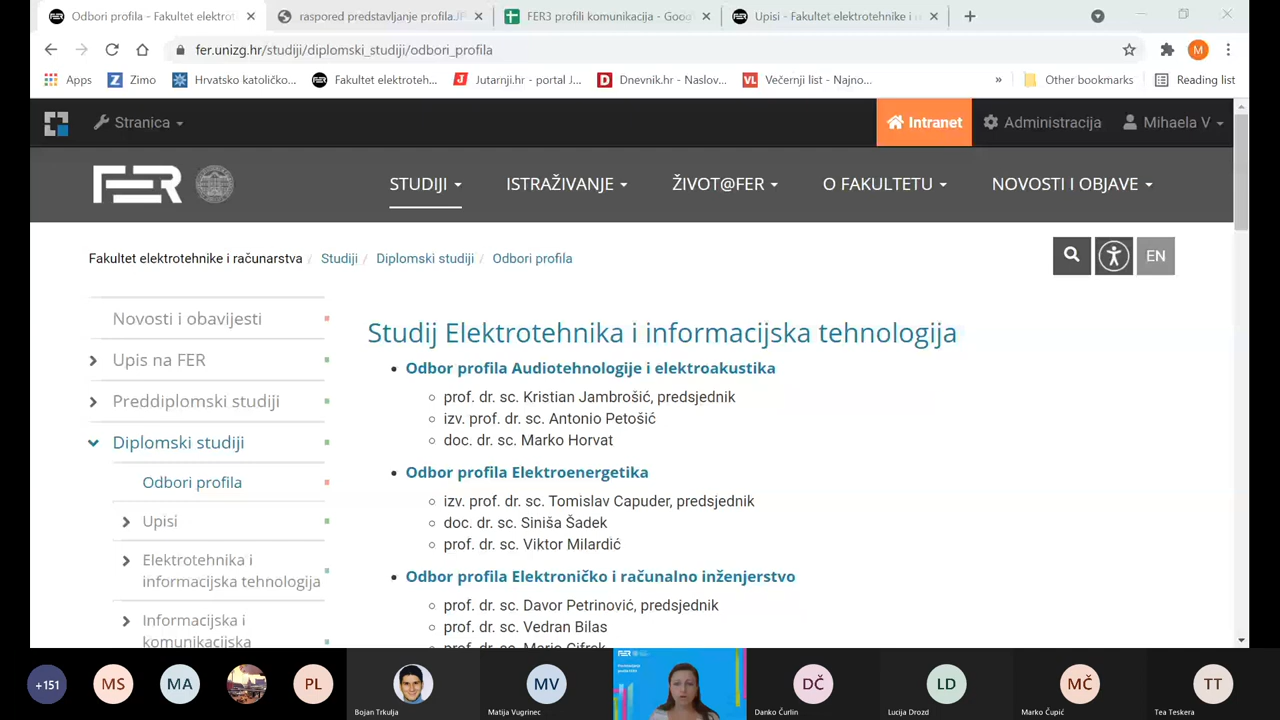 Odbori profila - Fakultet elektrot
raspored predstavljanje profila.JP
FER3 profili komunikacija - Goo
Upisi - Fakultet elektrotehnike i r
M
fer.unizg.hr/studiji/diplomski_studiji/odbori_profila
Apps
Zimo
Hrvatsko katoličko...
Fakultet elektroteh...
Jutarnji.hr - portal J...
Dnevnik.hr - Naslov...
Večernji list - Najno...
»
Other bookmarks
Reading list
Stranica
Intranet
Administracija
Mihaela V
FER
STUDIJI
ISTRAŽIVANJE
ŽIVOT@FER
O FAKULTETU
NOVOSTI I OBJAVE
Fakultet elektrotehnike i računarstva / Studiji / Diplomski studiji / Odbori profila
EN
Novosti i obavijesti
Upis na FER
Preddiplomski studiji
Diplomski studiji
Odbori profila
Upisi
Elektrotehnika i
informacijska tehnologija
Informacijska i
komunikacijska
Studij Elektrotehnika i informacijska tehnologija
Odbor profila Audiotehnologije i elektroakustika
prof. dr. sc. Kristian Jambrošić, predsjednik
izv. prof. dr. sc. Antonio Petošić
doc. dr. sc. Marko Horvat
Odbor profila Elektroenergetika
izv. prof. dr. sc. Tomislav Capuder, predsjednik
doc. dr. sc. Siniša Šadek
prof. dr. sc. Viktor Milardić
Odbor profila Elektroničko i računalno inženjerstvo
prof. dr. sc. Davor Petrinović, predsjednik
prof. dr. sc. Vedran Bilas
prof. dr. sc. Mario Cifrek
+151
MS
MA
PL
Bojan Trkulja
MV
Matija Vugrinec
FER
DČ
Danko Ćurlin
LD
Lucija Drozd
MČ
Marko Čupić
TT
Tea Teskera